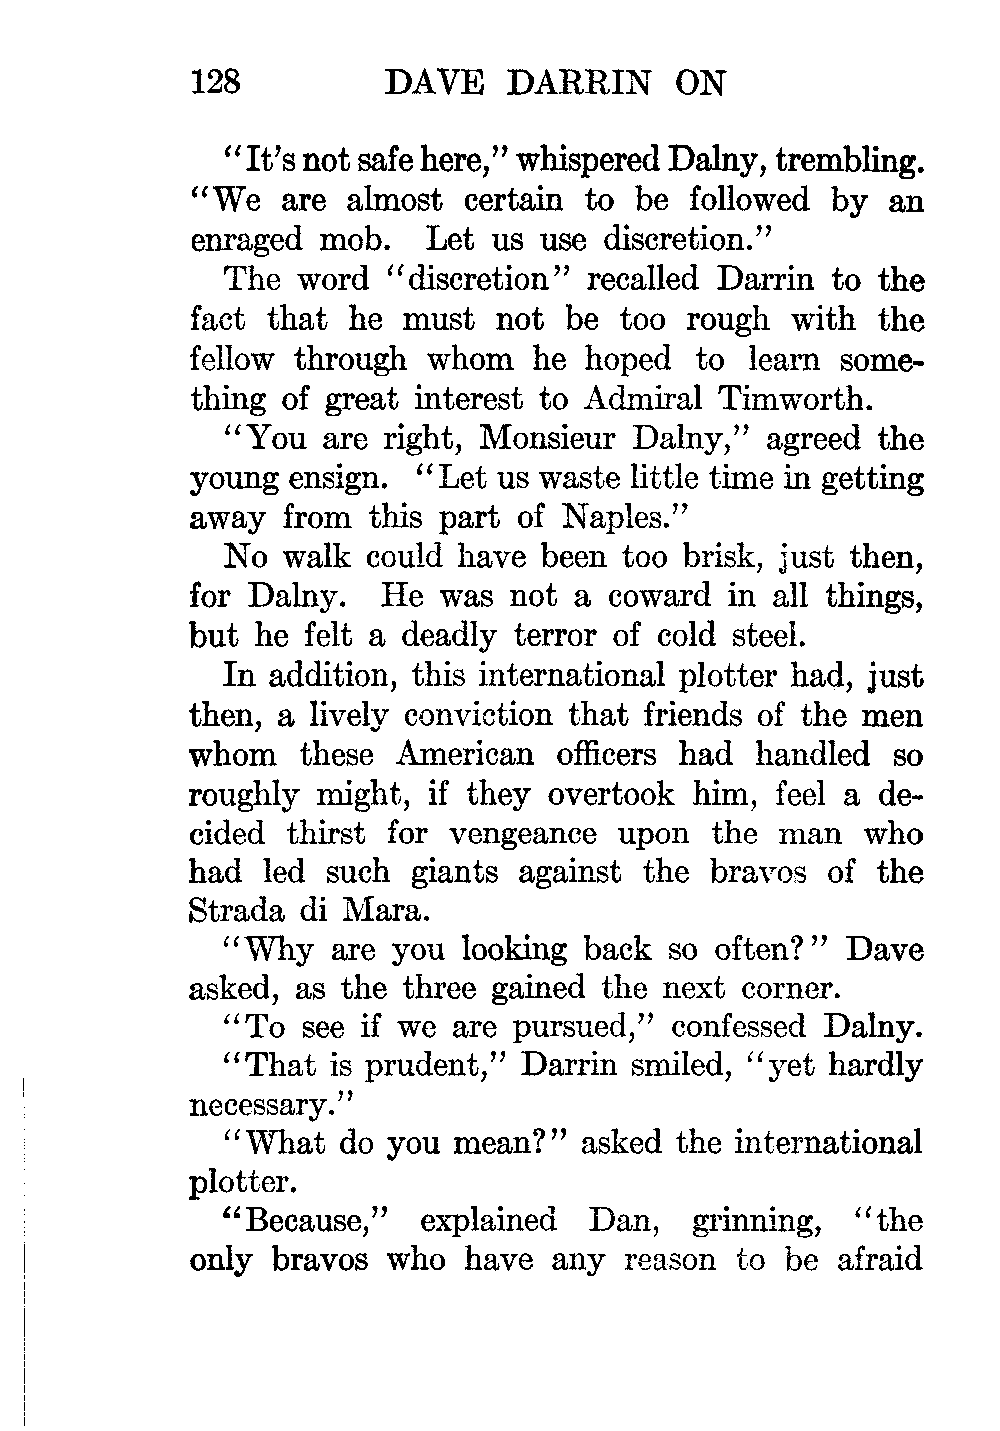 128 DAVE DARRIN ON
"It's not safe here," whispered Dalny, trembling.
"We are almost certain to be followed by an
enraged mob. Let us use discretion."
The word "discretion" recalled Darrin to the
fact that he must not be too rough with the
fellow through whom he hoped to learn some-
thing of great interest to Admiral Timworth.
"You are right, Monsieur Dalny," agreed the
young ensign. "Let us waste little time in getting
away from this part of Naples."
No walk could have been too brisk, just then,
for Dalny. He was not a coward in all things,
but he felt a deadly terror of cold steel.
In addition, this international plotter had, just
then, a lively conviction that friends of the men
whom these American officers had handled so
roughly might, if they overtook him, feel a de-
cided thirst for vengeance upon the man who
had led such giants against the bravos of the
Strada di Mara.
"Why are you looking back so often?" Dave
asked, as the three gained the next corner.
"To see if we are pursued," confessed Dalny.
"That is prudent," Darrin smiled, "yet hardly
necessary."
"What do you mean?" asked the international
plotter.
"Because," explained Dan, grinning, "the
only bravos who have any reason to be afraid